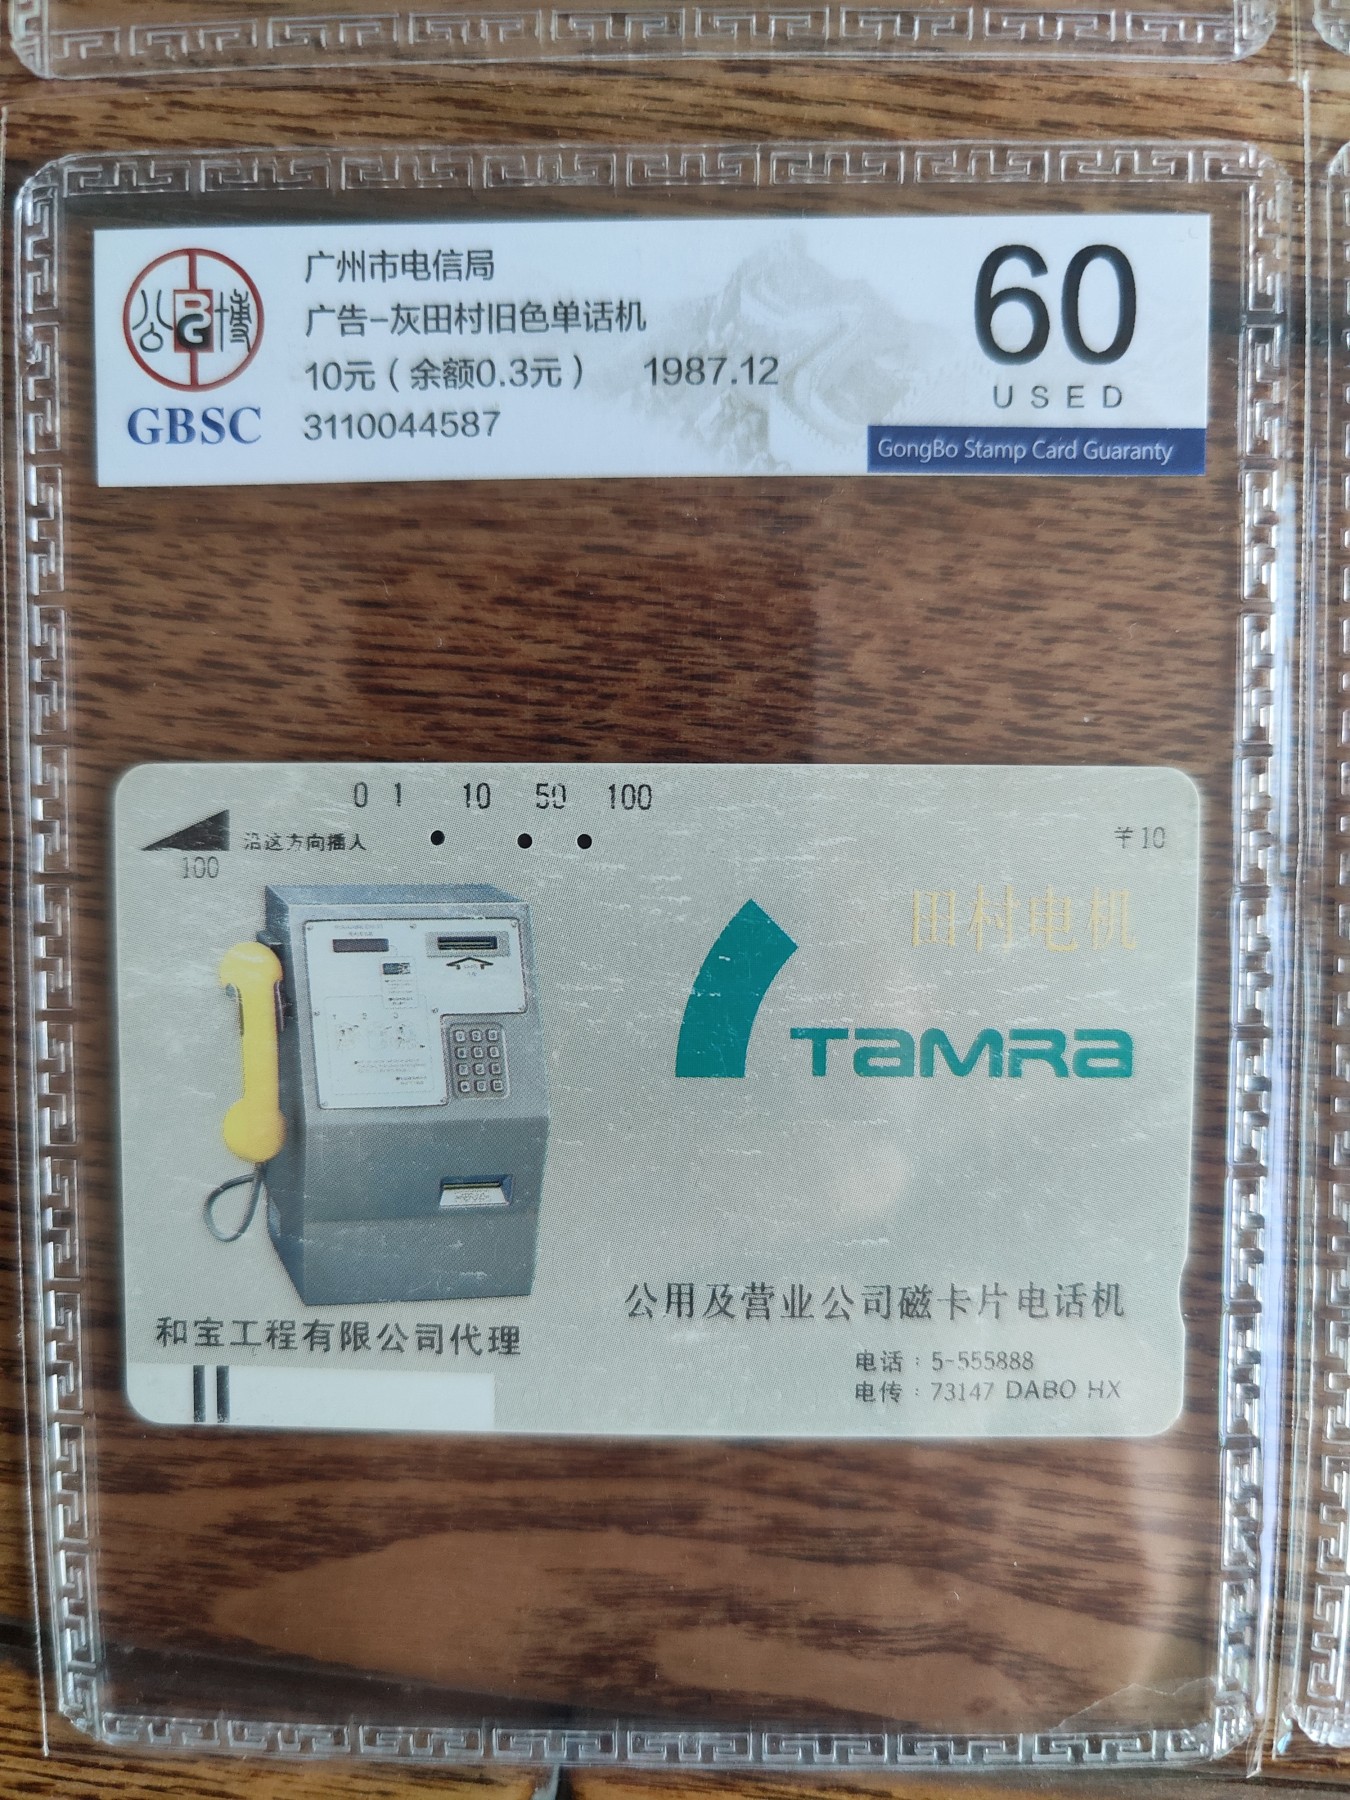 公 BG 博
GBSC
广州市电信局
广告-灰田村旧色单话机
10元（余额0.3元） 1987.12
3110044587
60
USED
GongBo Stamp Card Guaranty
0 1 10 50 100
沿这方向插入
100
￥10
田村电机
TAMRA
公用及营业公司磁卡片电话机
和宝工程有限公司代理
电话：5-555888
电传：73147 DABO HX